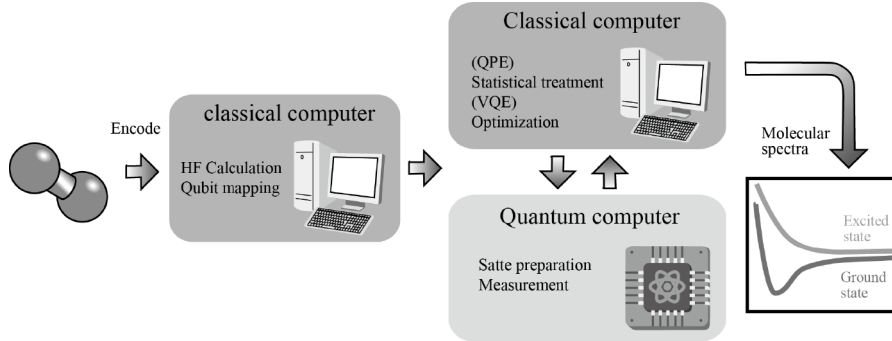 Encode
classical computer
HF Calculation
Qubit mapping
Classical computer
(QPE)
Statistical treatment
(VQE)
Optimization
Quantum computer
Satte preparation
Measurement
Molecular
spectra
Excited
state
Ground
state